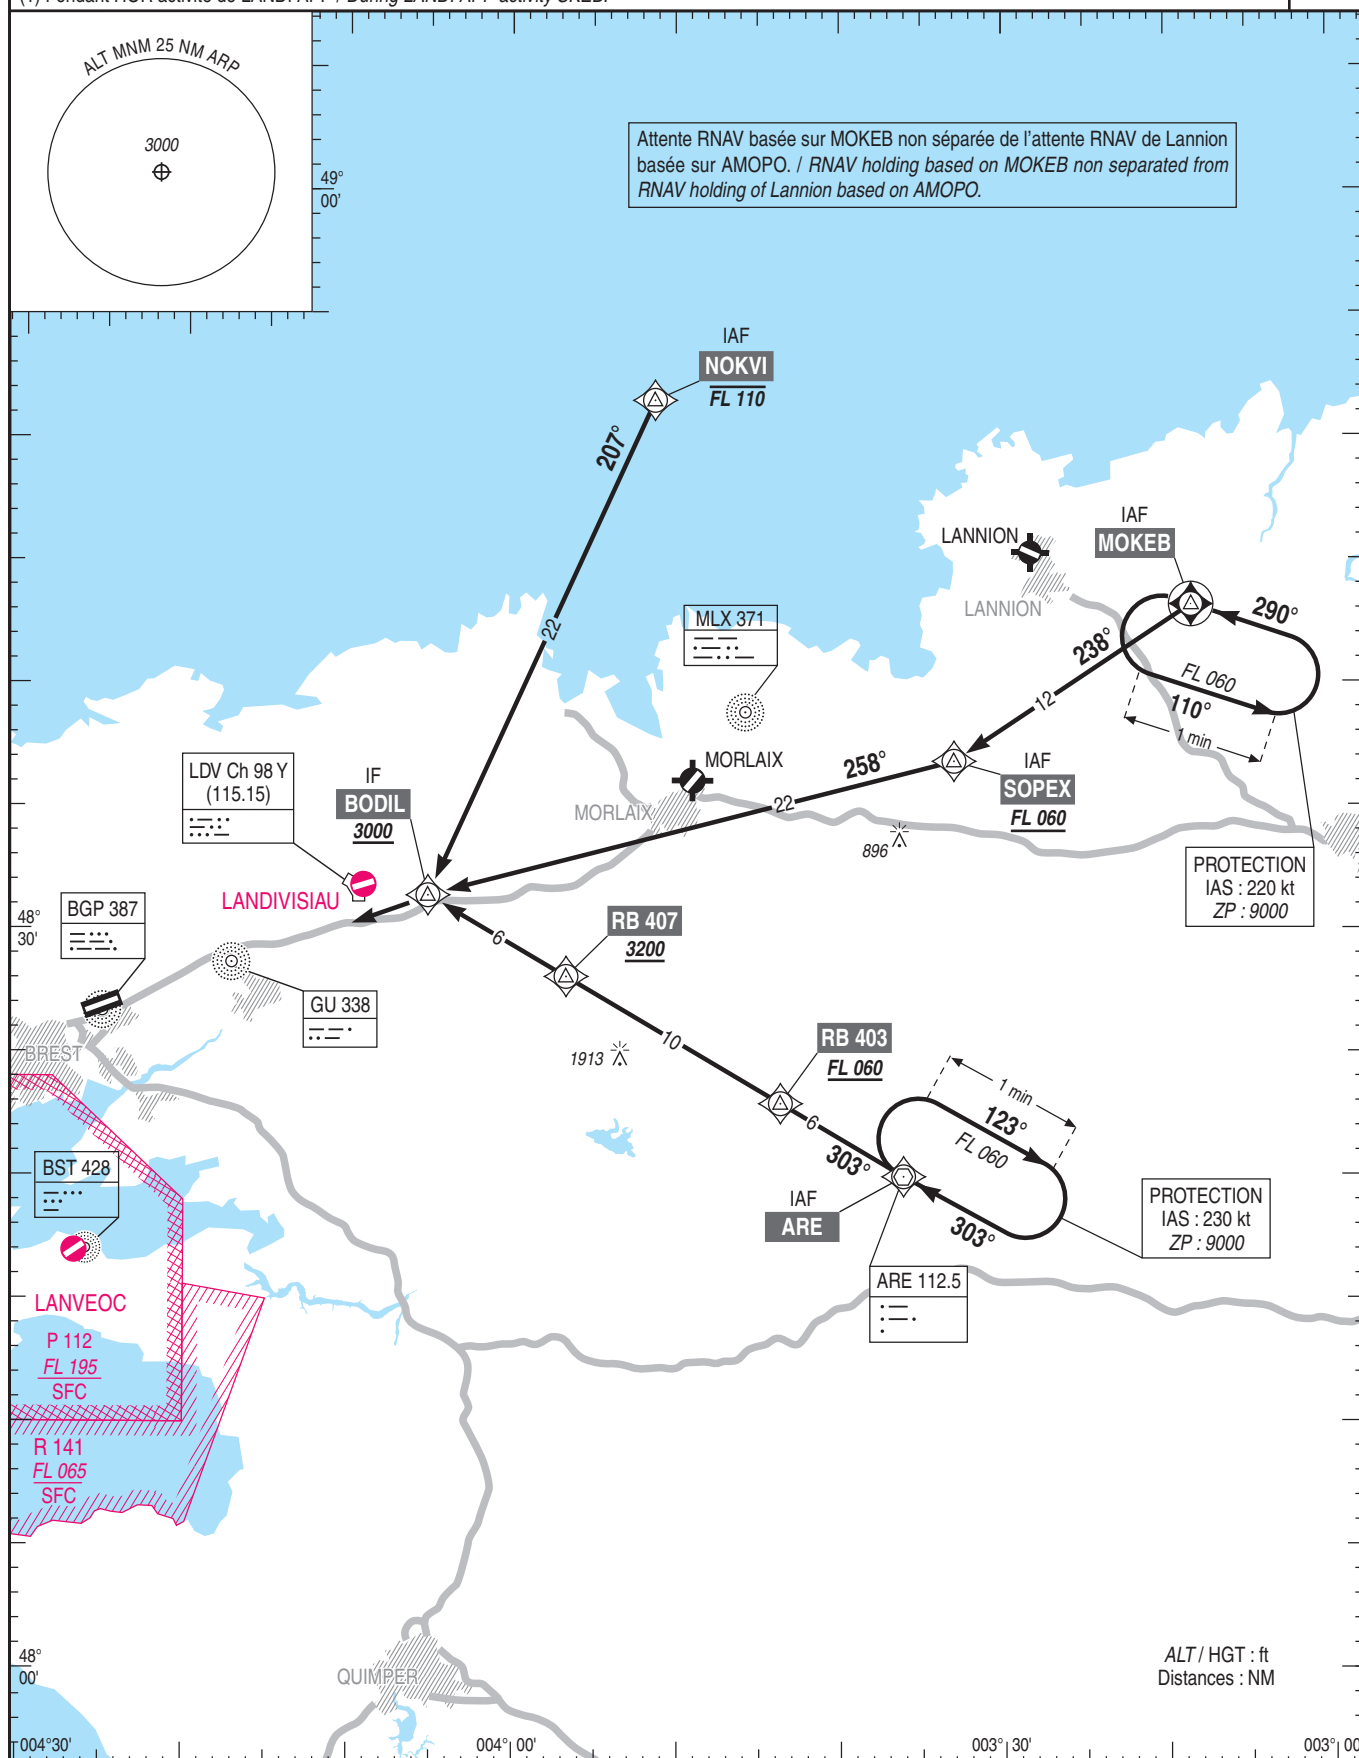 ALT MNM 25 NM ARP
3000
49°
00'
Attente RNAV basée sur MOKEB non séparée de l'attente RNAV de Lannion
basée sur AMOPO. / RNAV holding based on MOKEB non separated from
RNAV holding of Lannion based on AMOPO.
IAF
NOKVI
FL 110
207°
22
LANNION
LANNION
IAF
MOKEB
290°
238°
FL 060
110°
1 min
12
MLX 371
MORLAIX
MORLAIX
258°
22
IAF
SOPEX
FL 060
896
PROTECTION
IAS : 220 kt
ZP : 9000
LDV Ch 98 Y
(115.15)
IF
BODIL
3000
LANDIVISIAU
BGP 387
48°
30'
GU 338
BREST
6
RB 407
3200
10
1913
RB 403
FL 060
6
303°
1 min
123°
FL 060
303°
IAF
ARE
PROTECTION
IAS : 230 kt
ZP : 9000
ARE 112.5
BST 428
LANVEOC
P 112
FL 195
SFC
R 141
FL 065
SFC
QUIMPER
48°
00'
ALT / HGT : ft
Distances : NM
004°30'
004° 00'
003° 30'
003° 00'